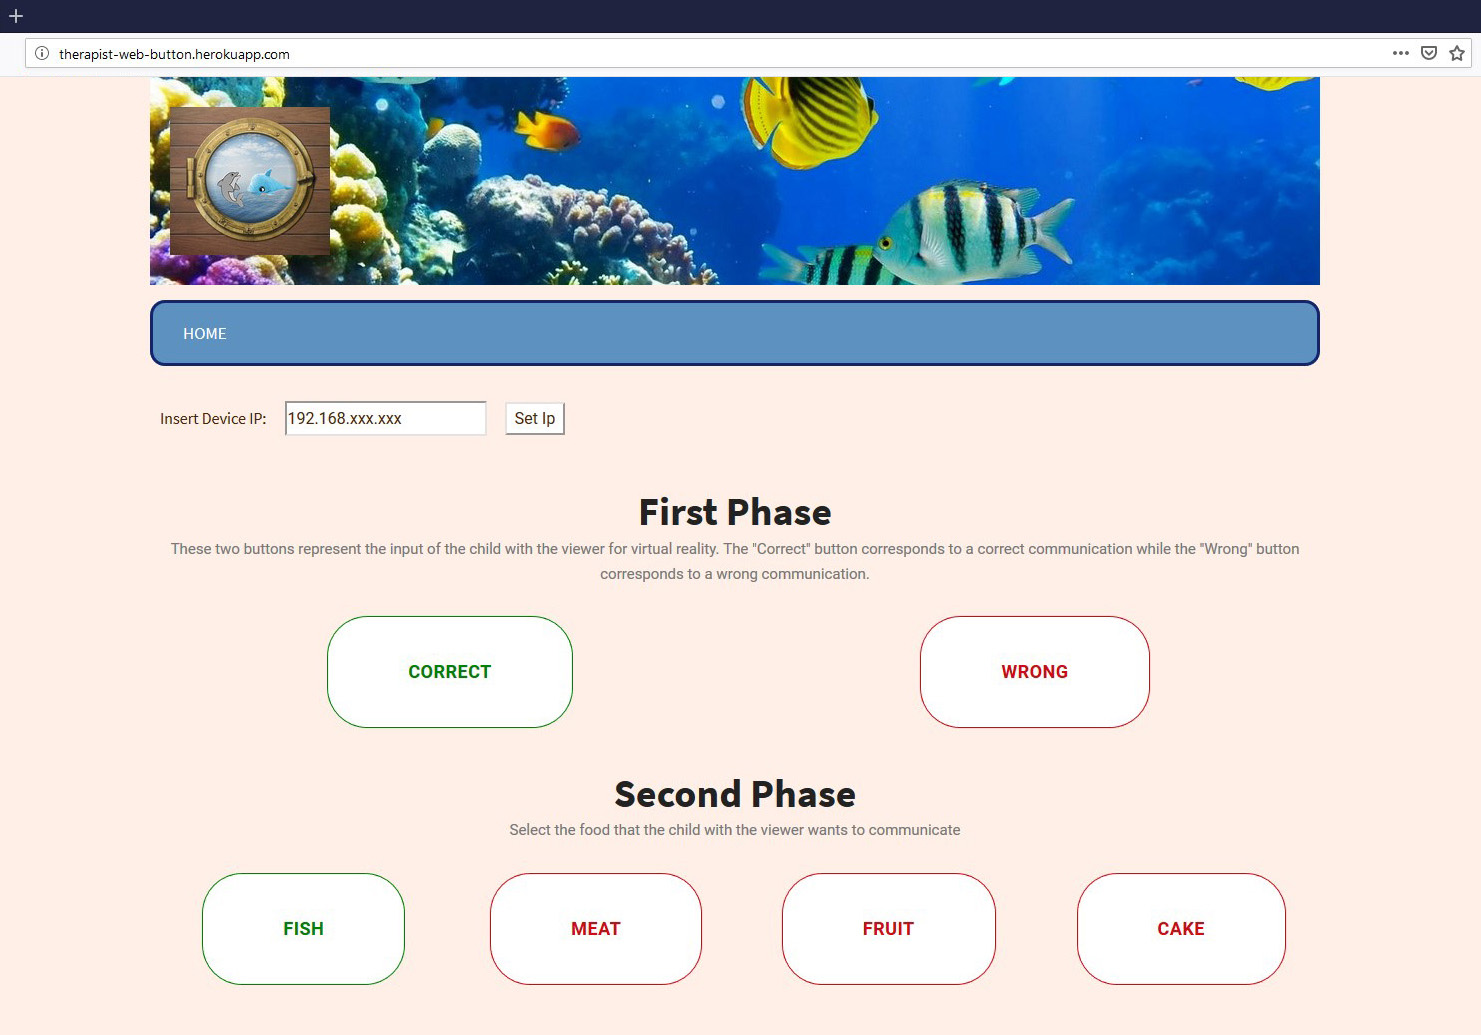 therapist-web-button.herokuapp.com
HOME
Insert Device IP: 192.168.xxx.xxx Set Ip
First Phase
These two buttons represent the input of the child with the viewer for virtual reality. The "Correct" button corresponds to a correct communication while the "Wrong" button
corresponds to a wrong communication.
CORRECT WRONG
Second Phase
Select the food that the child with the viewer wants to communicate
FISH MEAT FRUIT CAKE